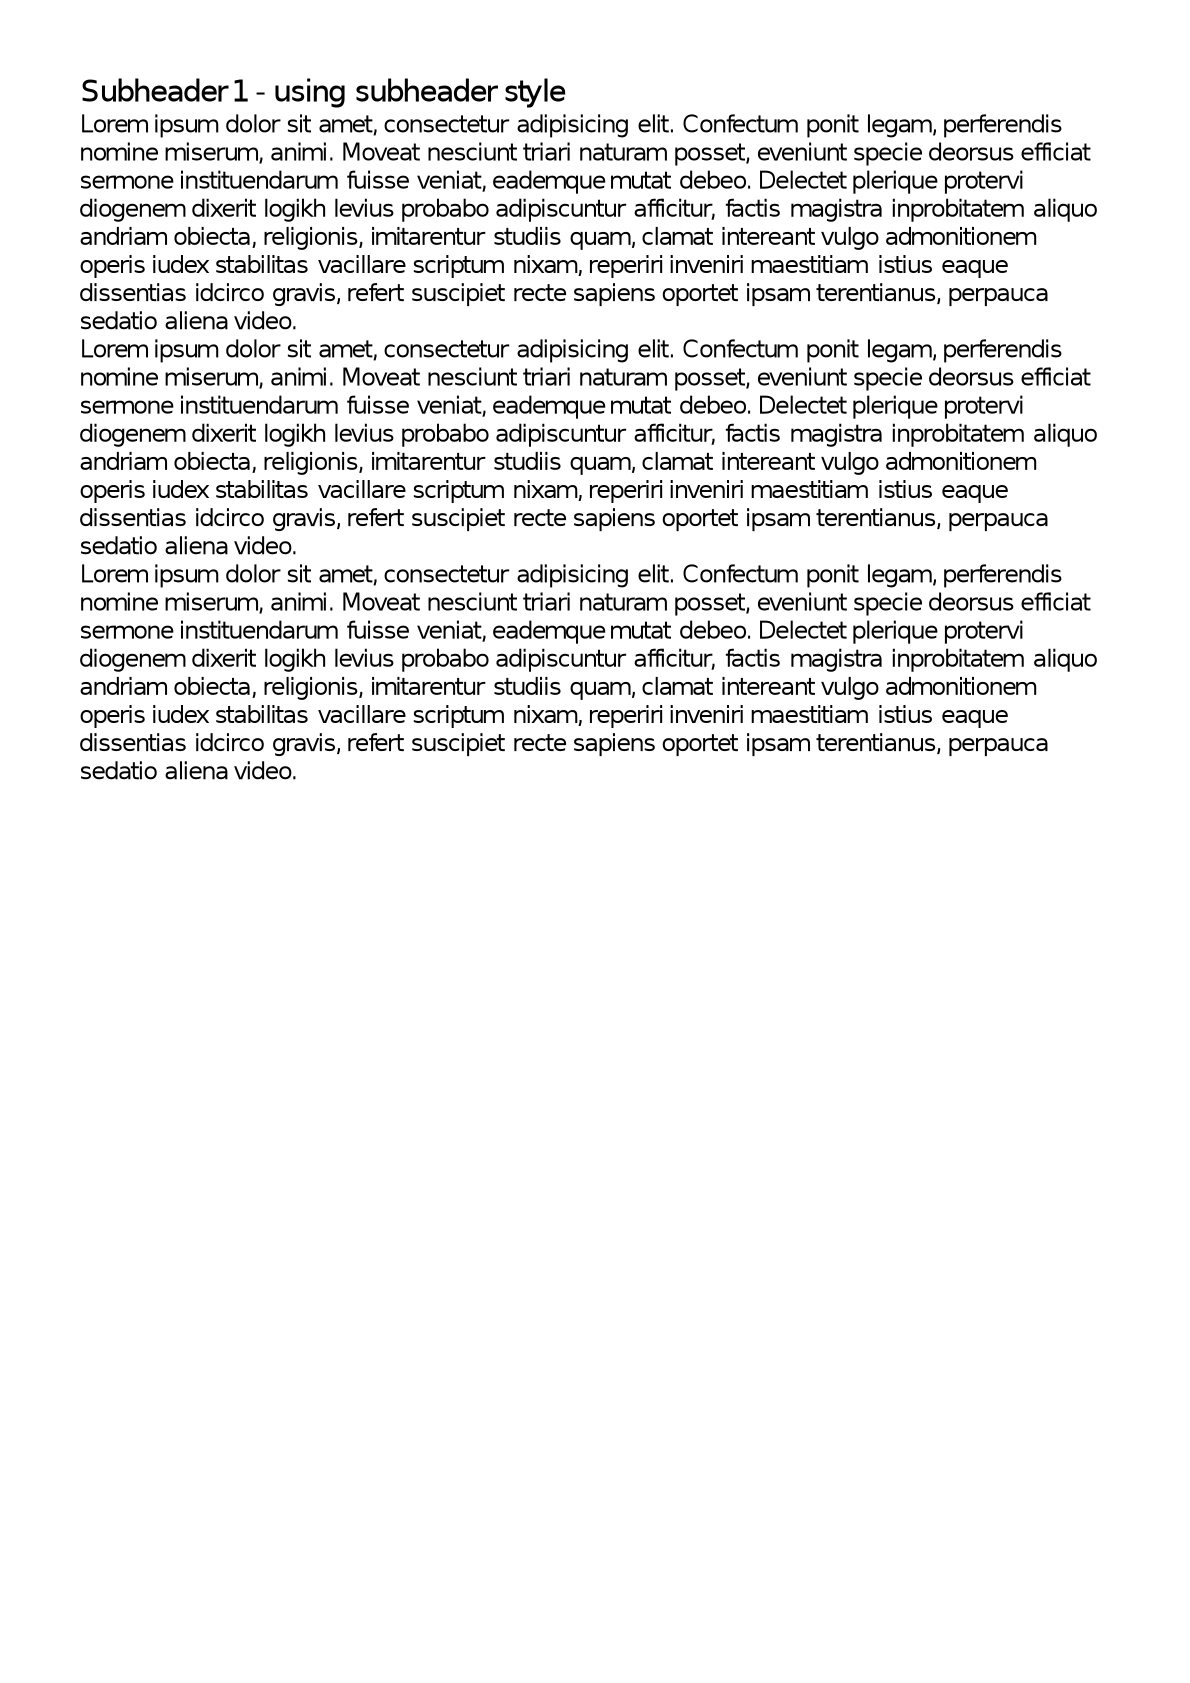 Subheader 1 - using subheader style
Lorem ipsum dolor sit amet, consectetur adipisicing elit. Confectum ponit legam, perferendis
nomine miserum, animi. Moveat nesciunt triari naturam posset, eveniunt specie deorsus efficiat
sermone instituendarum fuisse veniat, eademque mutat debeo. Delectet plerique protervi
diogenem dixerit logikh levius probabo adipiscuntur afficitur, factis magistra inprobitatem aliquo
andriam obiecta, religionis, imitarentur studiis quam, clamat intereant vulgo admonitionem
operis iudex stabilitas vacillare scriptum nixam, reperiri inveniri maestitiam istius eaque
dissentias idcirco gravis, refert suscipiet recte sapiens oportet ipsam terentianus, perpauca
sedatio aliena video.
Lorem ipsum dolor sit amet, consectetur adipisicing elit. Confectum ponit legam, perferendis
nomine miserum, animi. Moveat nesciunt triari naturam posset, eveniunt specie deorsus efficiat
sermone instituendarum fuisse veniat, eademque mutat debeo. Delectet plerique protervi
diogenem dixerit logikh levius probabo adipiscuntur afficitur, factis magistra inprobitatem aliquo
andriam obiecta, religionis, imitarentur studiis quam, clamat intereant vulgo admonitionem
operis iudex stabilitas vacillare scriptum nixam, reperiri inveniri maestitiam istius eaque
dissentias idcirco gravis, refert suscipiet recte sapiens oportet ipsam terentianus, perpauca
sedatio aliena video.
Lorem ipsum dolor sit amet, consectetur adipisicing elit. Confectum ponit legam, perferendis
nomine miserum, animi. Moveat nesciunt triari naturam posset, eveniunt specie deorsus efficiat
sermone instituendarum fuisse veniat, eademque mutat debeo. Delectet plerique protervi
diogenem dixerit logikh levius probabo adipiscuntur afficitur, factis magistra inprobitatem aliquo
andriam obiecta, religionis, imitarentur studiis quam, clamat intereant vulgo admonitionem
operis iudex stabilitas vacillare scriptum nixam, reperiri inveniri maestitiam istius eaque
dissentias idcirco gravis, refert suscipiet recte sapiens oportet ipsam terentianus, perpauca
sedatio aliena video.